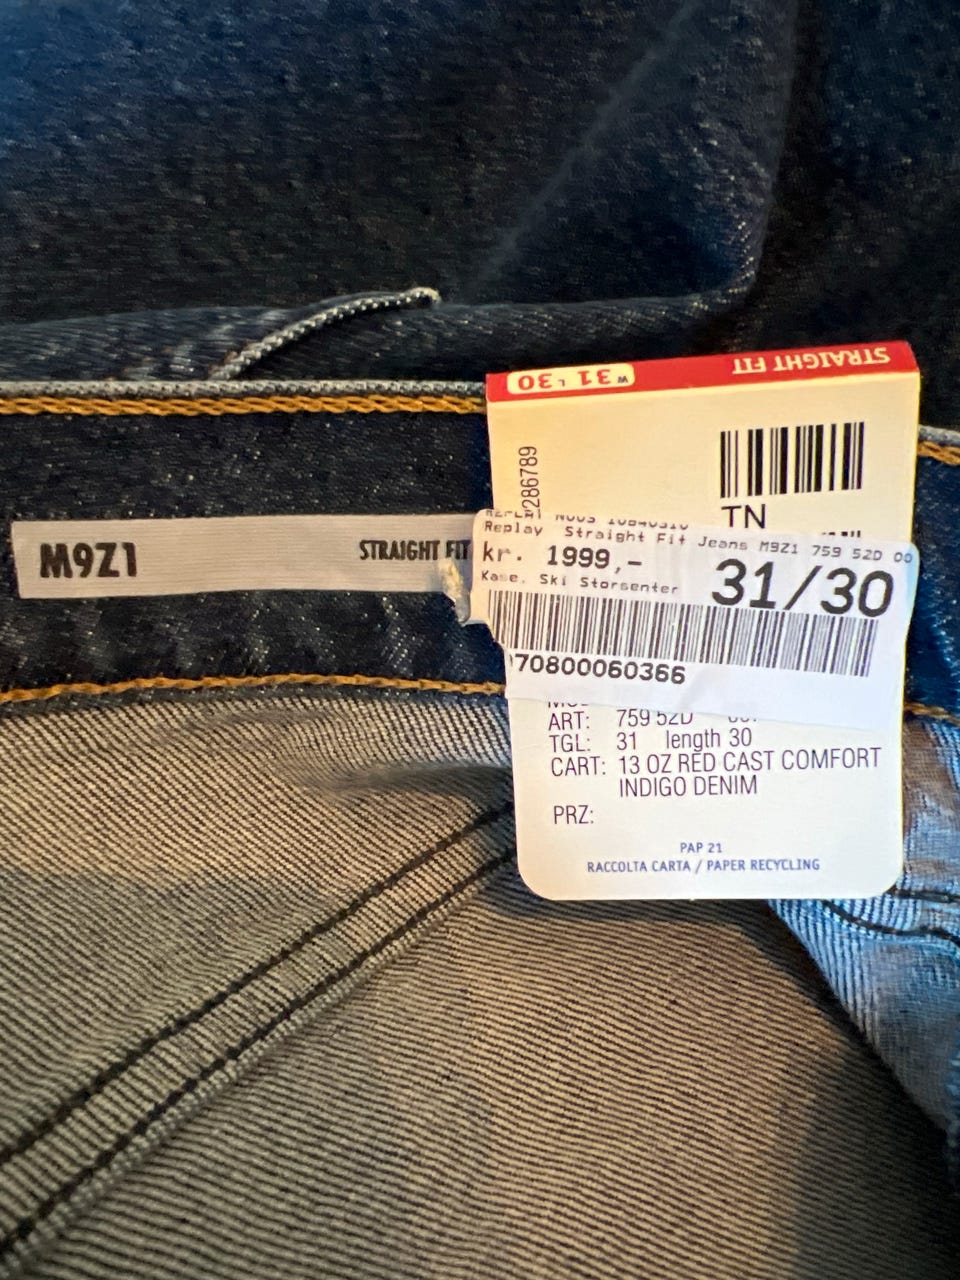 STRAIGHT FIT
W 31 L 30
286789
TN
M9Z1
STRAIGHT FIT
Replay Straight Fit Jeans M9Z1 759 52D 00
kr. 1999,-
31/30
Kase. Ski Storsenter
70800060366
ART: 759 52D
TGL: 31 length 30
CART: 13 OZ RED CAST COMFORT
INDIGO DENIM
PRZ:
PAP 21
RACCOLTA CARTA / PAPER RECYCLING